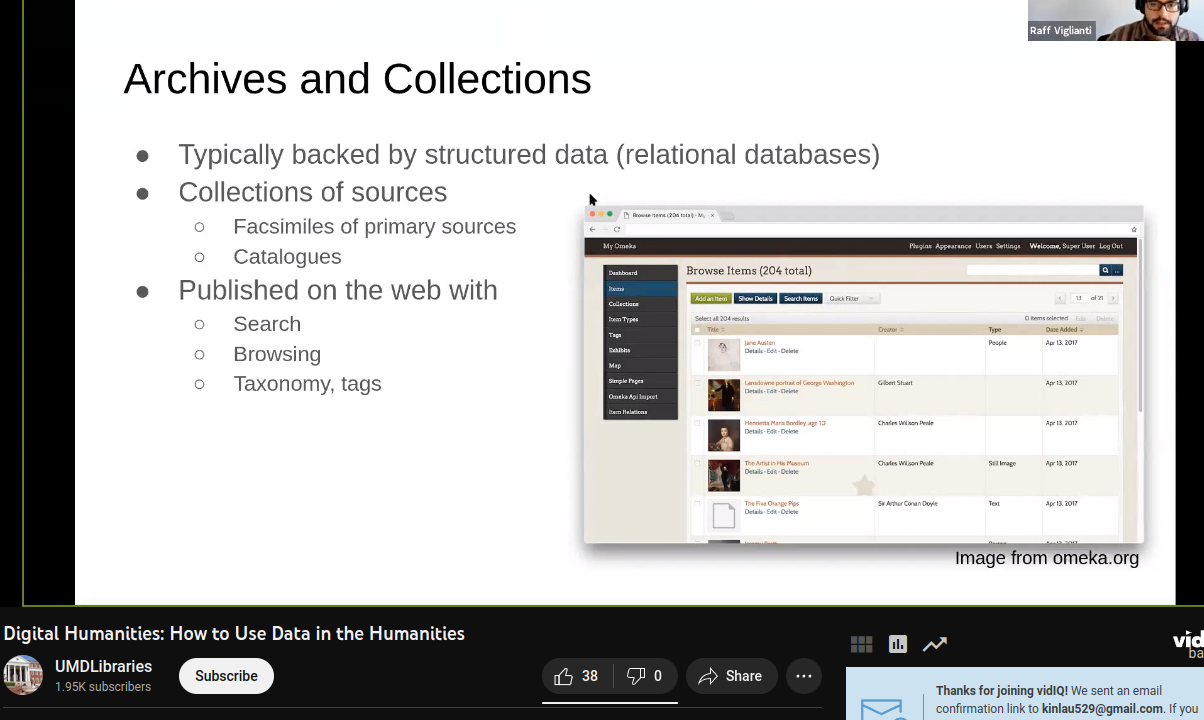 Raff Viglianti
Archives and Collections
● Typically backed by structured data (relational databases)
● Collections of sources
○ Facsimiles of primary sources
○ Catalogues
● Published on the web with
○ Search
○ Browsing
○ Taxonomy, tags
Browse Items (204 total)
My Omeka
Plugins Appearance Users Settings Welcome, Super User Log Out
Dashboard
Items
Collections
Item Types
Tags
Exhibits
Map
Simple Pages
Omeka Api Import
Item Relations
Browse Items (204 total)
Add an Item Show Details Search Items Quick Filter 13 of 21
Select all 204 results 0 items selected Edit Delete
Title Creator Type Date Added
Jane Austen People Apr 13, 2017
Details · Edit · Delete
Lansdowne portrait of George Washington Gilbert Stuart Apr 13, 2017
Details · Edit · Delete
Henrietta Maria Bordley, age 10 Charles Willson Peale Apr 13, 2017
Details · Edit · Delete
The Artist in His Museum Charles Willson Peale Still Image Apr 13, 2017
Details · Edit · Delete
The Five Orange Pips Sir Arthur Conan Doyle Text Apr 13, 2017
Details · Edit · Delete
Image from omeka.org
Digital Humanities: How to Use Data in the Humanities
UMDLibraries
1.95K subscribers
Subscribe
38
0
Share
vid
ba
Thanks for joining vidIQ! We sent an email
confirmation link to kinlau529@gmail.com. If you